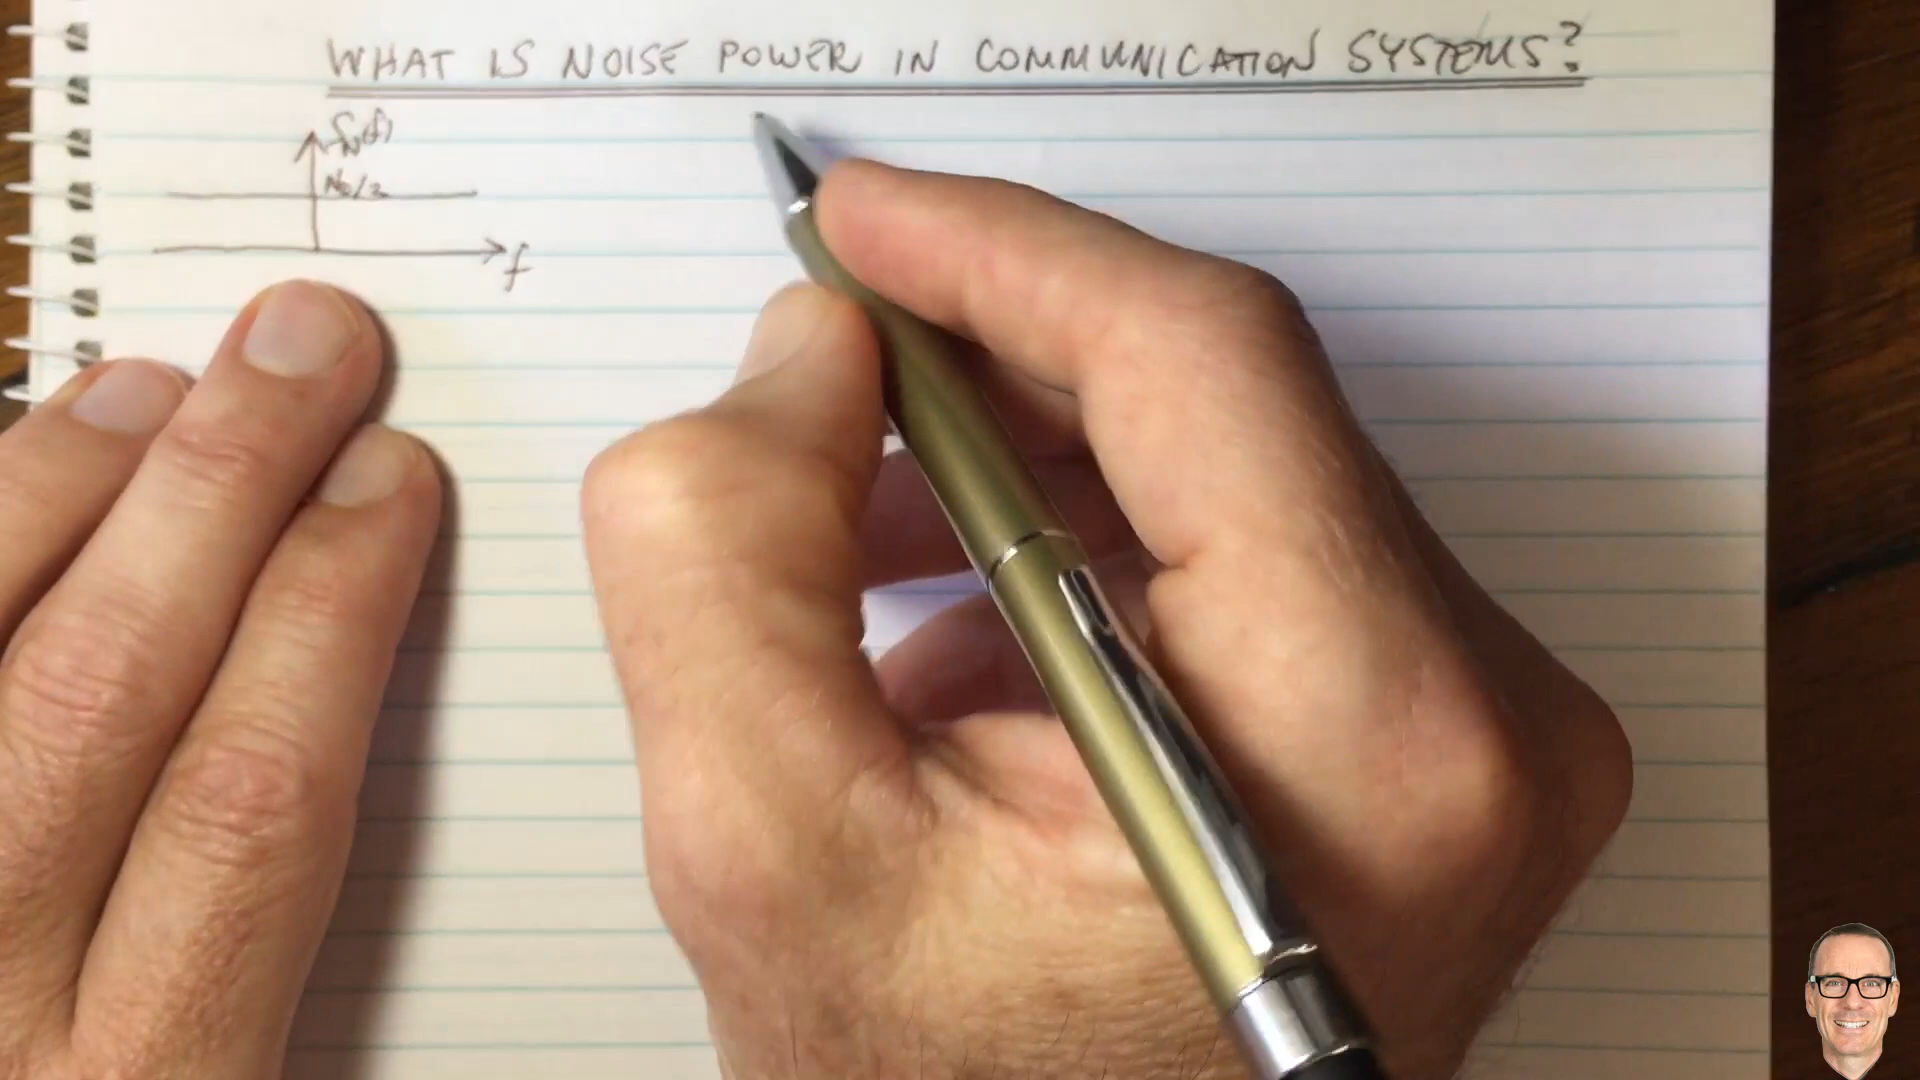 WHAT IS NOISE POWER IN COMMUNICATION SYSTEMS?
S_N(f)
N₀/2
f